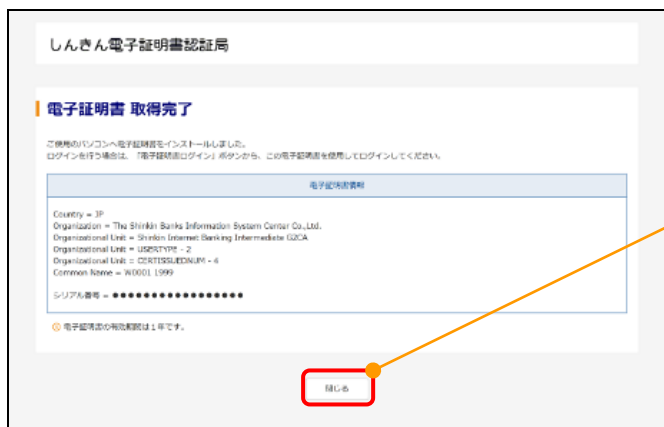 しんきん電子証明書認証局
電子証明書 取得完了
ご使用のパソコンへ電子証明書をインストールしました。
ログインを行う場合は、「電子証明書ログイン」ボタンから、この電子証明書を使用してログインしてください。
電子証明書情報
Country = JP
Organization = The Shinkin Banks Information System Center Co.,Ltd.
Organizational Unit = Shinkin Internet Banking Intermediate G2CA
Organizational Unit = USERTYPE - 2
Organizational Unit = CERTISSUEDNUM - 4
Common Name = W0001 1999
シリアル番号 = ●●●●●●●●●●●●●●●●●
電子証明書の有効期限は1年です。
閉じる